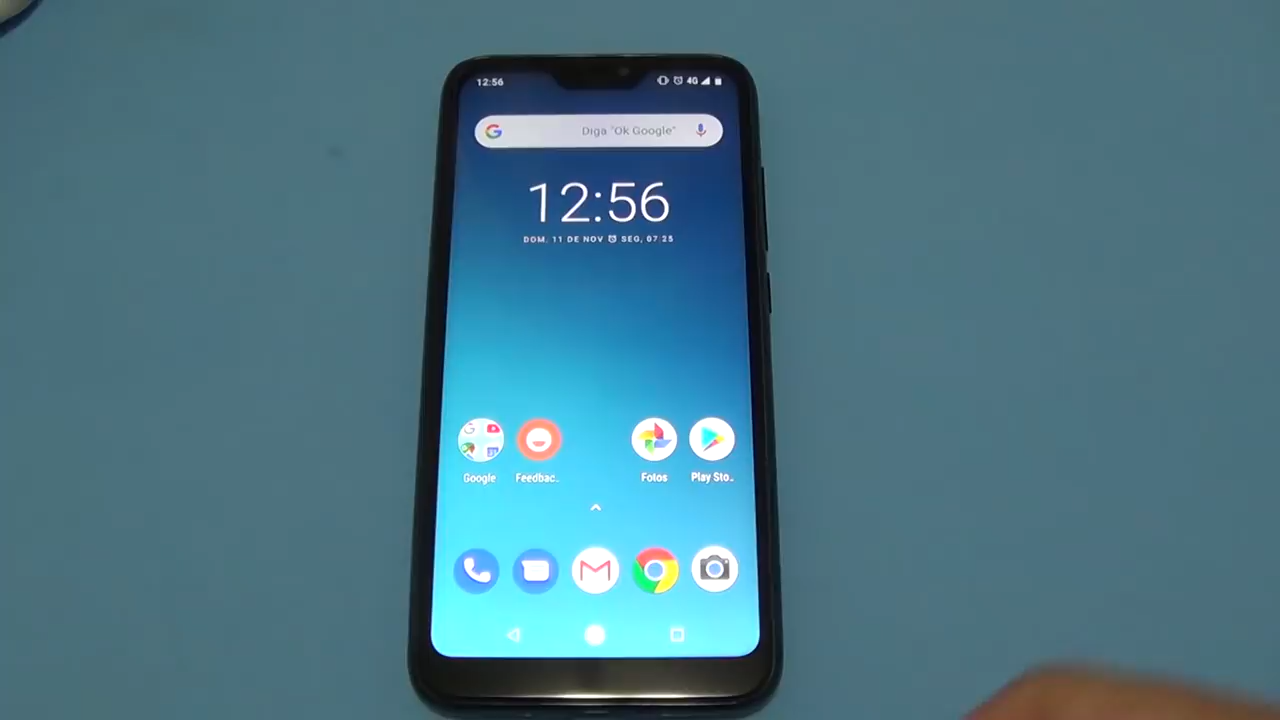 12:56
4G
Diga "Ok Google"
12:56
DOM. 11 DE NOV SEG, 07:25
Google
Feedbac..
Fotos
Play Sto..